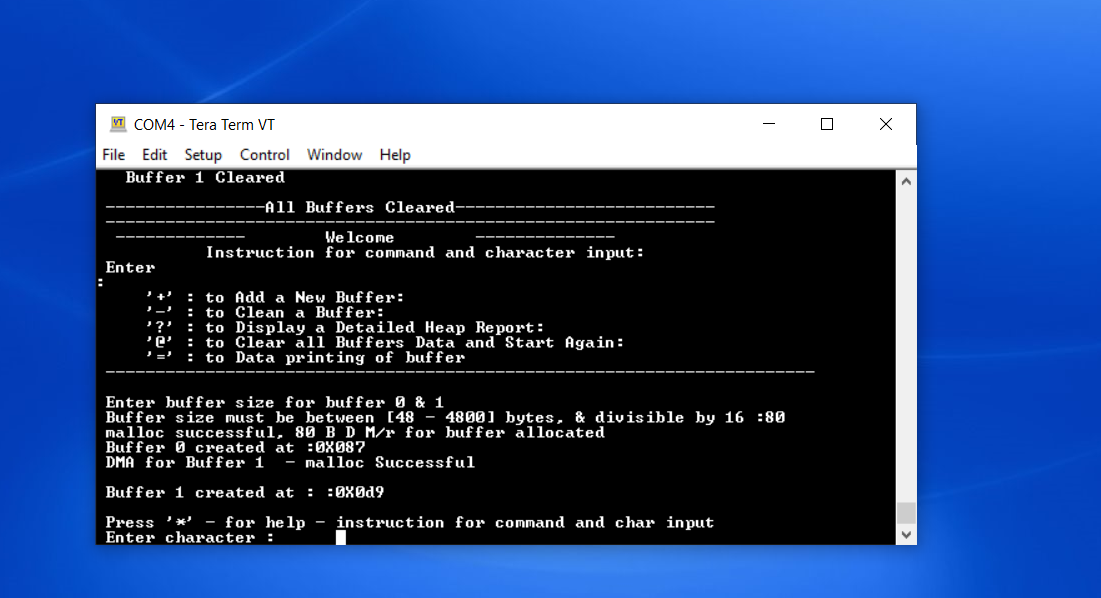 COM4 - Tera Term VT
File Edit Setup Control Window Help
Buffer 1 Cleared
----------------All Buffers Cleared--------------------------
-------------------------------------------------------------
------------- Welcome --------------
Instruction for command and character input:
Enter
:
'+' : to Add a New Buffer:
'-' : to Clean a Buffer:
'?' : to Display a Detailed Heap Report:
'@' : to Clear all Buffers Data and Start Again:
'=' : to Data printing of buffer
-----------------------------------------------------------------------
Enter buffer size for buffer 0 & 1
Buffer size must be between [48 - 4800] bytes, & divisible by 16 :80
malloc successful, 80 B D M/r for buffer allocated
Buffer 0 created at :0X087
DMA for Buffer 1 - malloc Successful
Buffer 1 created at : :0X0d9
Press '*' - for help - instruction for command and char input
Enter character :